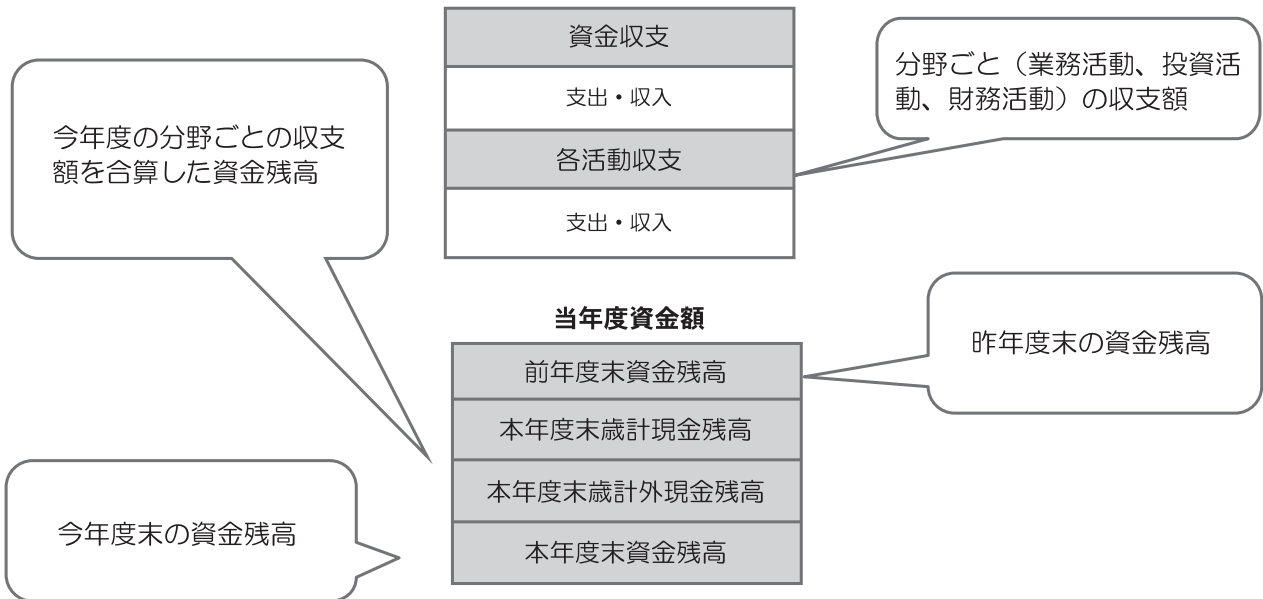 資金収支
支出・収入
各活動収支
支出・収入
分野ごと（業務活動、投資活
動、財務活動）の収支額
今年度の分野ごとの収支
額を合算した資金残高
当年度資金額
前年度末資金残高
本年度末歳計現金残高
本年度末歳計外現金残高
本年度末資金残高
昨年度末の資金残高
今年度末の資金残高